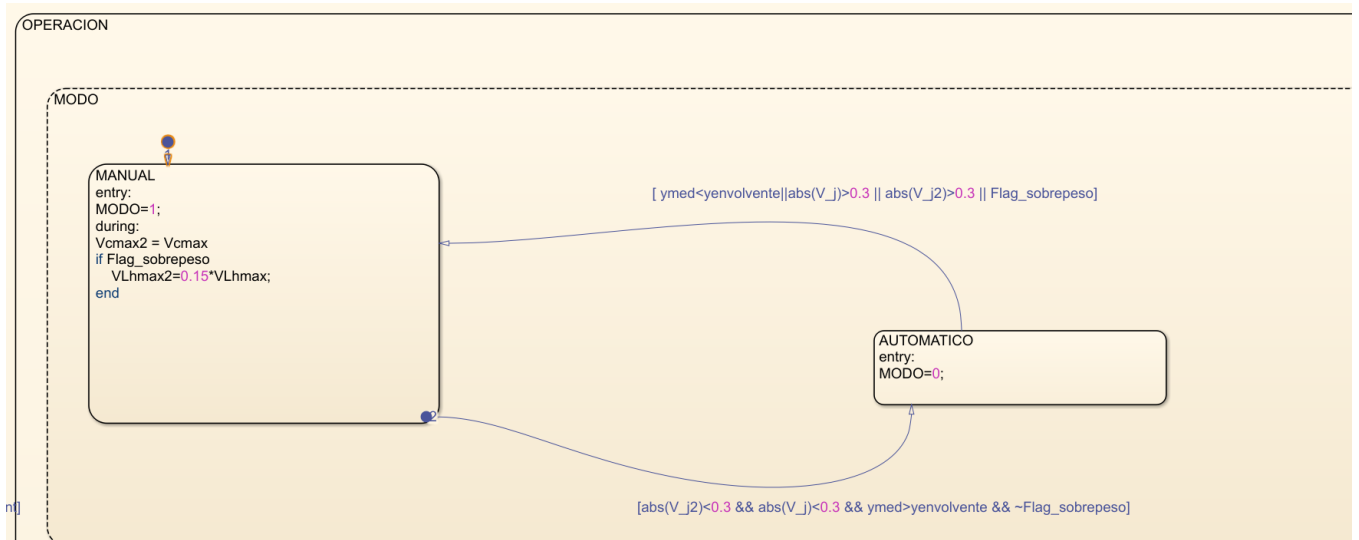 OPERACION
MODO
MANUAL
entry:
MODO=1;
during:
Vcmax2 = Vcmax
if Flag_sobrepeso
VLhmax2=0.15*VLhmax;
end
2
[ ymed<yenvolvente||abs(V_j)>0.3 || abs(V_j2)>0.3 || Flag_sobrepeso]
AUTOMATICO
entry:
MODO=0;
[abs(V_j2)<0.3 && abs(V_j)<0.3 && ymed>yenvolvente && ~Flag_sobrepeso]